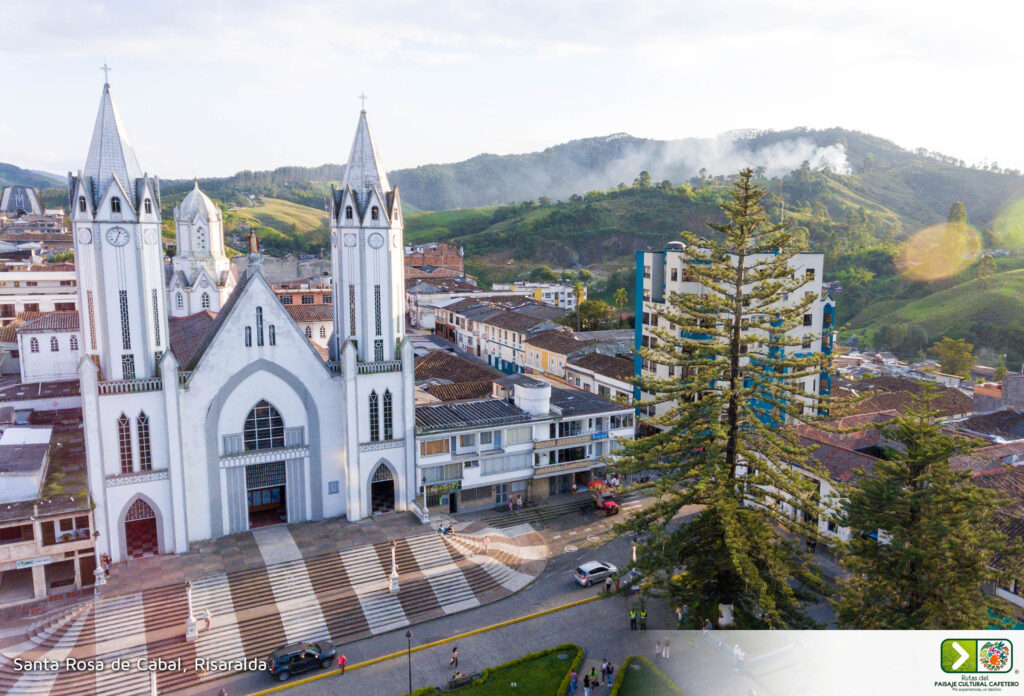 Santa Rosa de Cabal, Risaralda
Rutas del
PAISAJE CULTURAL CAFETERO